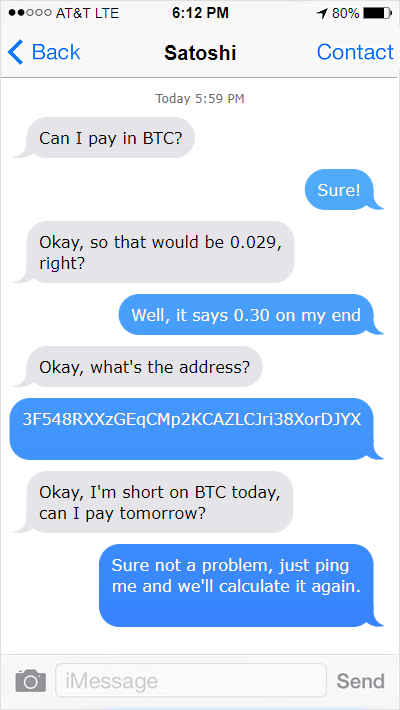 AT&T LTE 6:12 PM 80%
Back Satoshi Contact
Today 5:59 PM
Can I pay in BTC?
Sure!
Okay, so that would be 0.029,
right?
Well, it says 0.30 on my end
Okay, what's the address?
3F548RXXzGEqCMp2KCAZLCJri38XorDJYX
Okay, I'm short on BTC today,
can I pay tomorrow?
Sure not a problem, just ping
me and we'll calculate it again.
iMessage Send